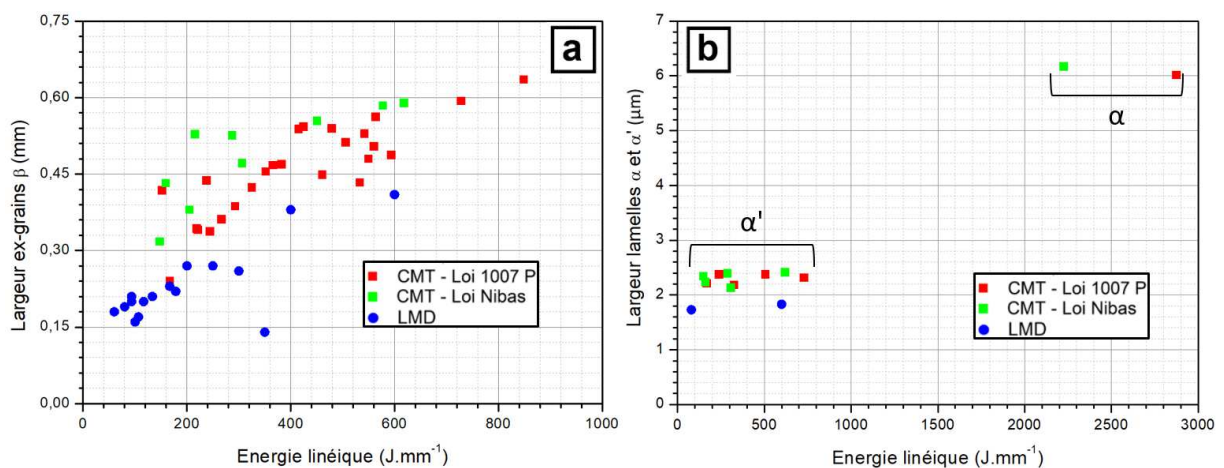 a
0,75
0,60
0,45
0,30
0,15
0,00
Largeur ex-grains β (mm)
CMT - Loi 1007 P
CMT - Loi Nibas
LMD
0
200
400
600
800
1000
Energie linéique (J.mm⁻¹)
b
7
6
5
4
3
2
1
0
Largeur lamelles α et α' (µm)
α
α'
CMT - Loi 1007 P
CMT - Loi Nibas
LMD
0
500
1000
1500
2000
2500
3000
Energie linéique (J.mm⁻¹)